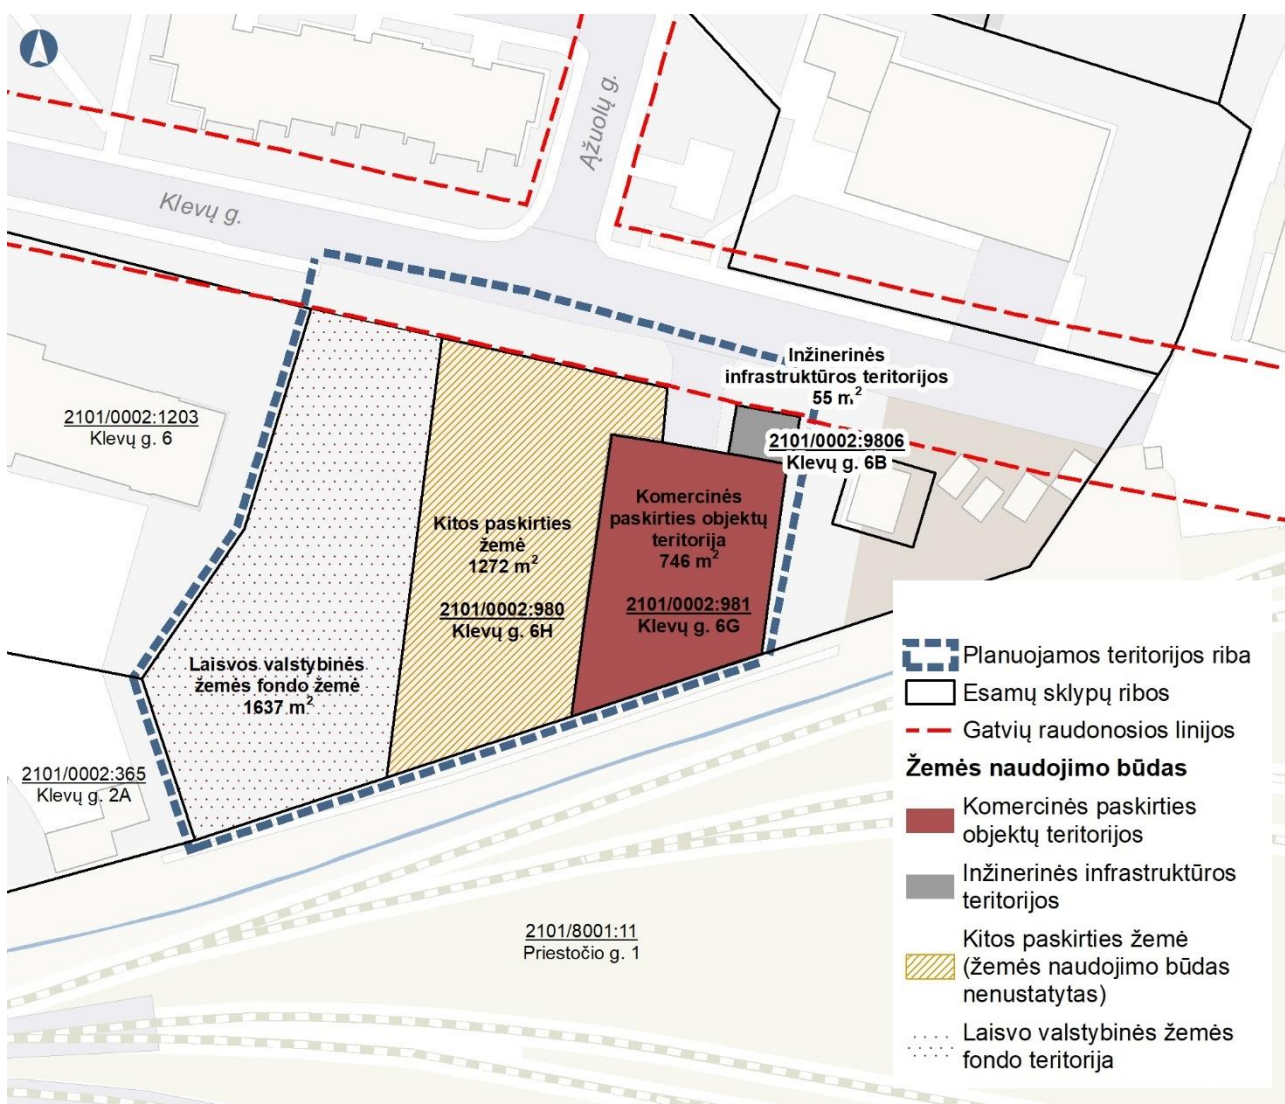 Ąžuolų g.
Klevų g.
Inžinerinės
infrastruktūros teritorijos
55 m²
2101/0002:1203
Klevų g. 6
2101/0002:9806
Klevų g. 6B
Komercinės
paskirties objektų
teritorija
746 m²
2101/0002:981
Klevų g. 6G
Kitos paskirties
žemė
1272 m²
2101/0002:980
Klevų g. 6H
Laisvos valstybinės
žemės fondo žemė
1637 m²
2101/0002:365
Klevų g. 2A
2101/8001:11
Priestočio g. 1
Planuojamos teritorijos riba
Esamų sklypų ribos
Gatvių raudonosios linijos
Žemės naudojimo būdas
Komercinės paskirties
objektų teritorijos
Inžinerinės infrastruktūros
teritorijos
Kitos paskirties žemė
(žemės naudojimo būdas
nenustatytas)
Laisvo valstybinės žemės
fondo teritorija